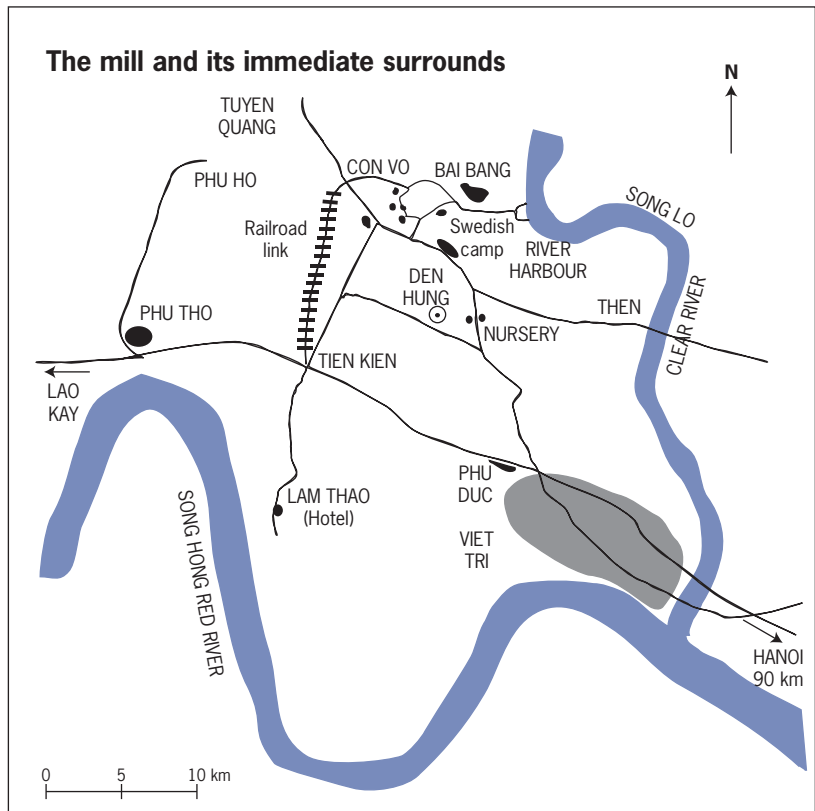 The mill and its immediate surrounds
N
TUYEN
QUANG
CON VO
BAI BANG
PHU HO
SONG LO
Railroad
link
Swedish
camp
RIVER
HARBOUR
DEN
HUNG
THEN
CLEAR RIVER
PHU THO
NURSERY
TIEN KIEN
LAO
KAY
PHU
DUC
LAM THAO
(Hotel)
SONG HONG RED RIVER
VIET
TRI
HANOI
90 km
0 5 10 km